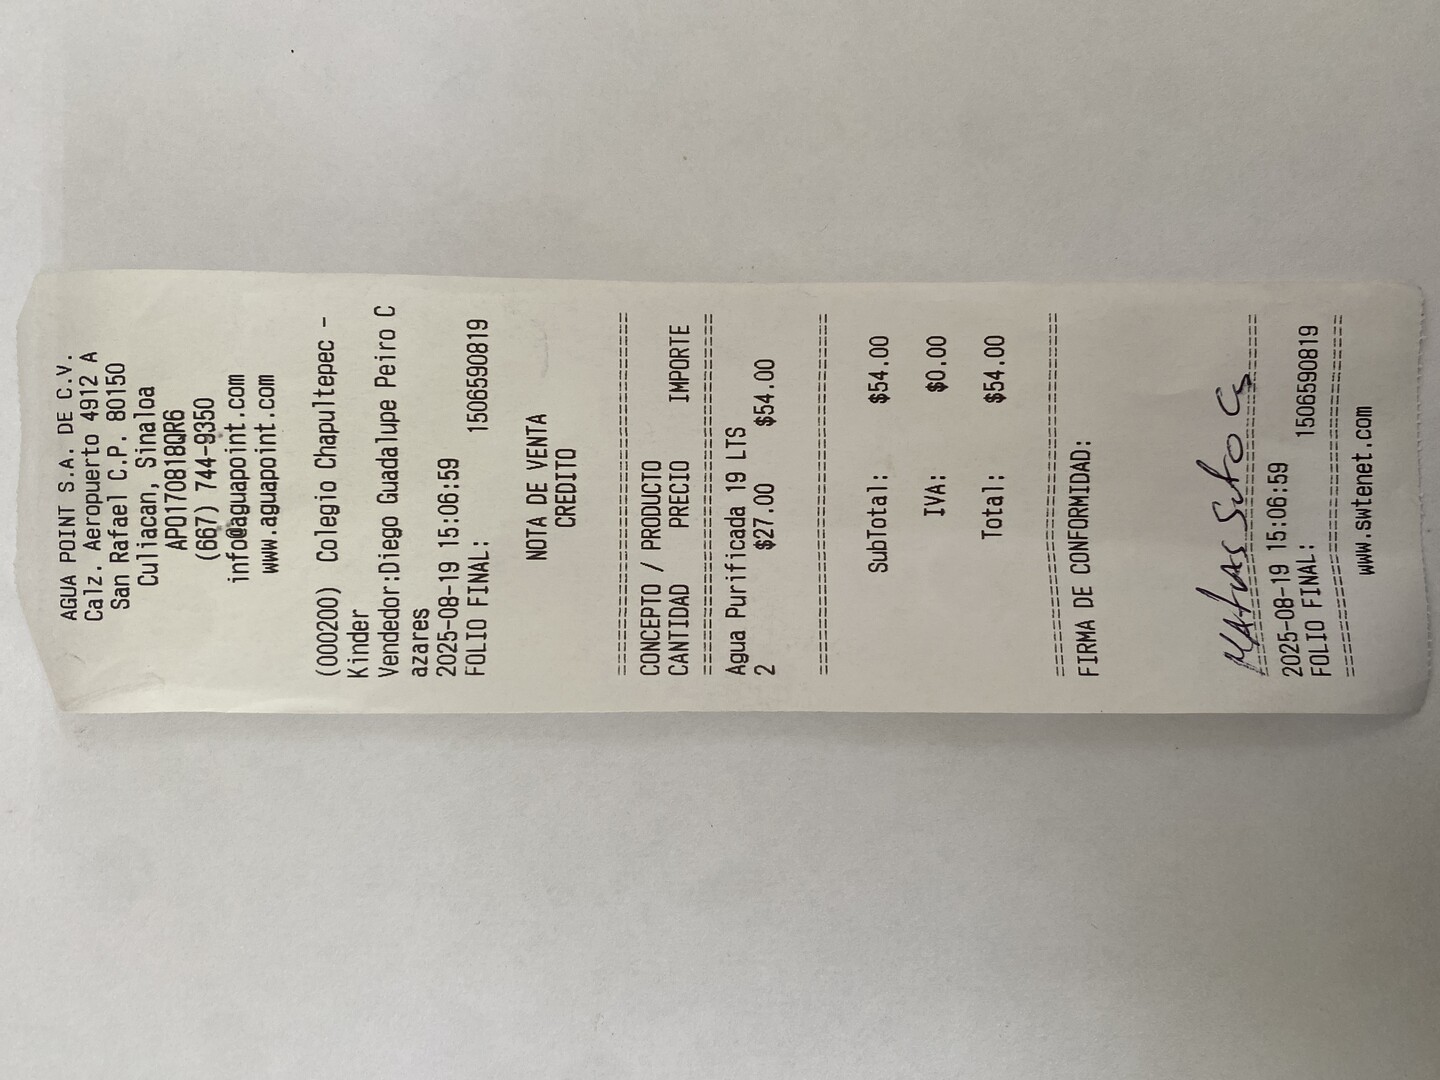 AGUA POINT S.A. DE C.V.
Calz. Aeropuerto 4912 A
San Rafael C.P. 80150
Culiacan, Sinaloa
APO170818QR6
(667) 744-9350
info@aguapoint.com
www.aguapoint.com
(000200) Colegio Chapultepec -
Kinder
Vendedor:Diego Guadalupe Peiro C
azares
2025-08-19 15:06:59
FOLIO FINAL: 1506590819
NOTA DE VENTA
CREDITO
================================
CONCEPTO / PRODUCTO
CANTIDAD PRECIO IMPORTE
================================
Agua Purificada 19 LTS
2 $27.00 $54.00
================================
SubTotal: $54.00
IVA: $0.00
Total: $54.00
================================
FIRMA DE CONFORMIDAD:
Matias Soto
================================
2025-08-19 15:06:59
FOLIO FINAL: 1506590819
================================
www.swtenet.com